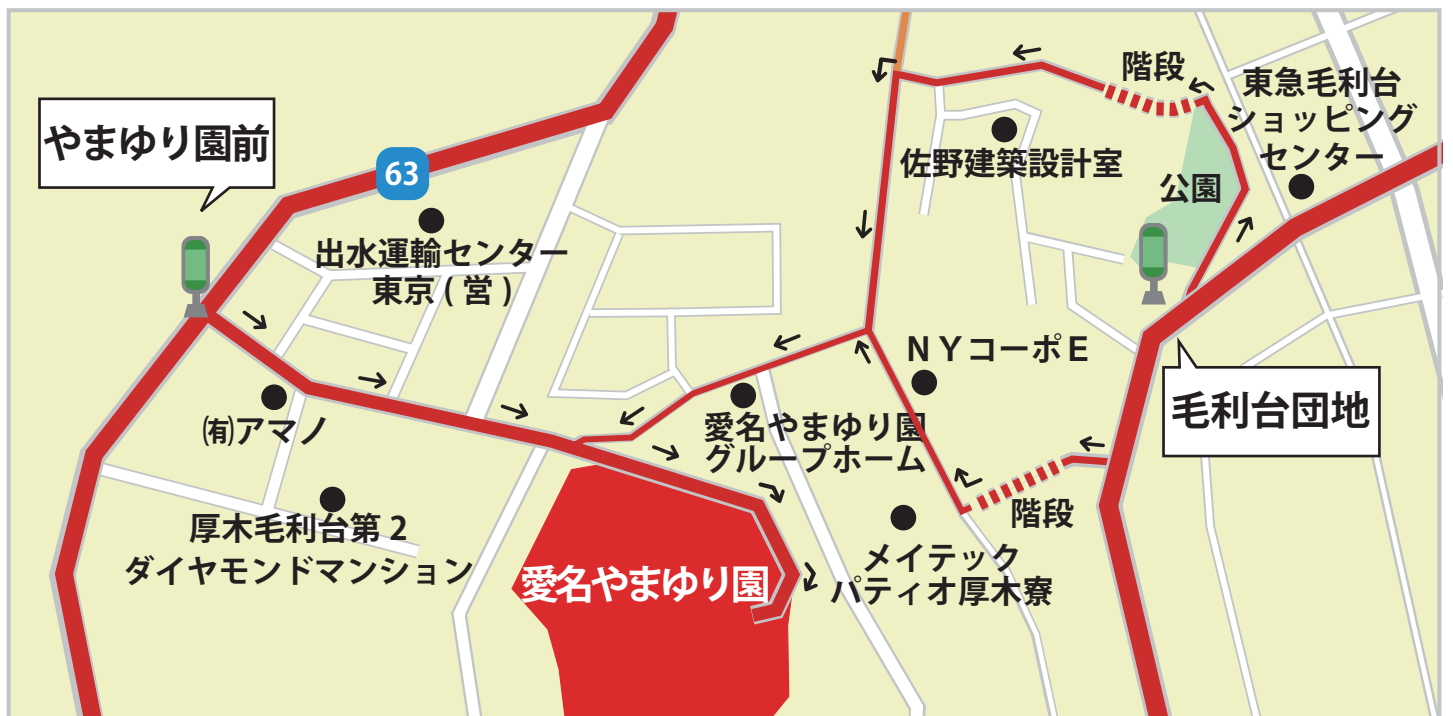 階段
東急毛利台
ショッピング
センター
やまゆり園前
63
佐野建築設計室
公園
出水運輸センター
東京(営)
NYコーポE
毛利台団地
㈲アマノ
愛名やまゆり園
グループホーム
階段
厚木毛利台第2
ダイヤモンドマンション
メイテック
パティオ厚木寮
愛名やまゆり園